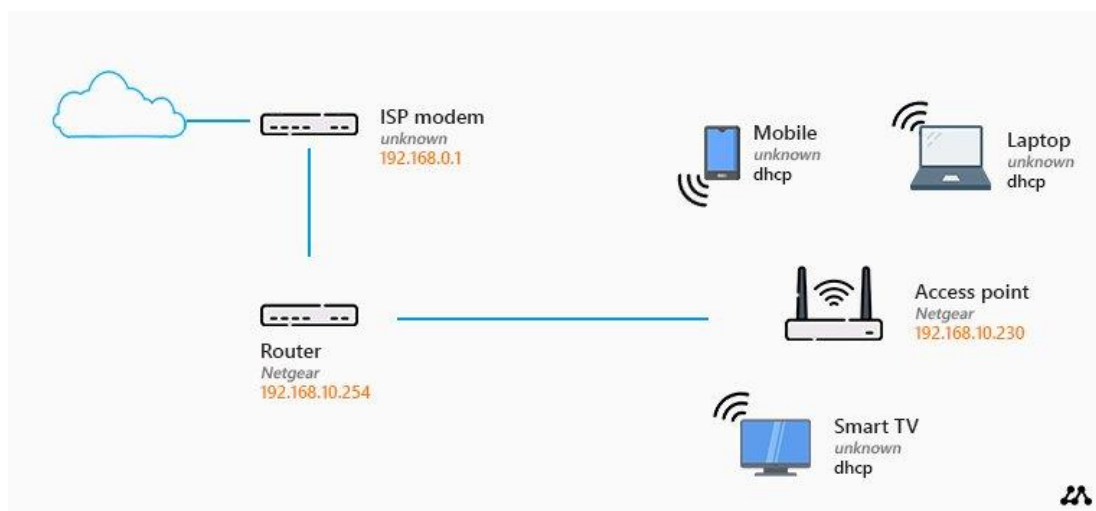 ISP modem
unknown
192.168.0.1
Mobile
unknown
dhcp
Laptop
unknown
dhcp
Router
Netgear
192.168.10.254
Access point
Netgear
192.168.10.230
Smart TV
unknown
dhcp